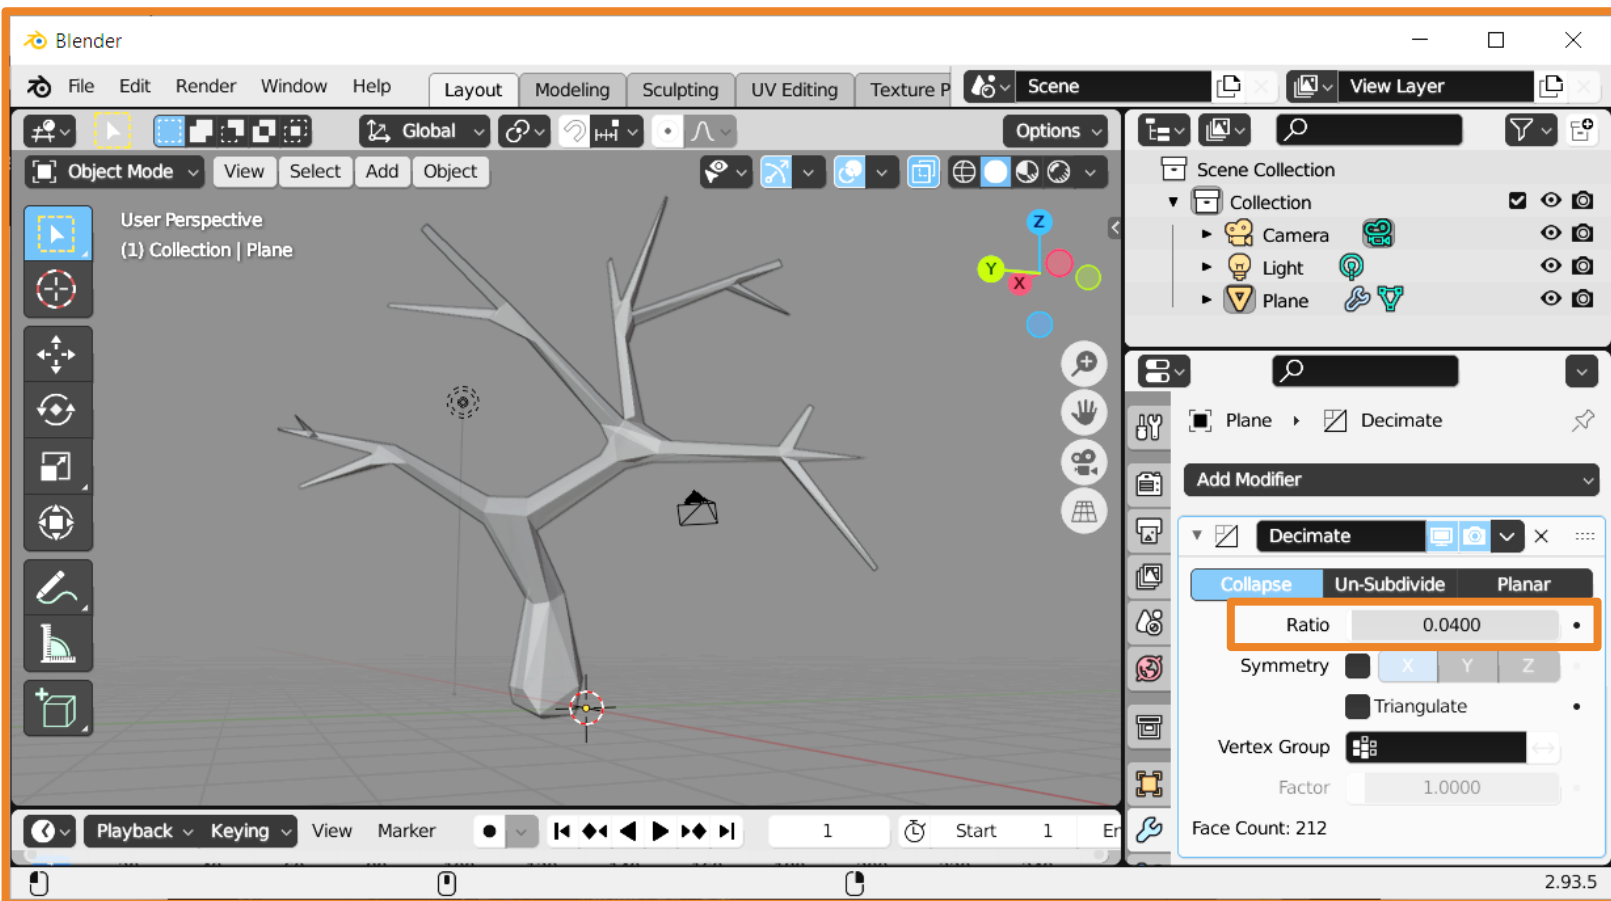 Blender
File Edit Render Window Help Layout Modeling Sculpting UV Editing Texture P Scene View Layer
Global Options
Object Mode View Select Add Object
User Perspective
(1) Collection | Plane
Z
Y
X
Scene Collection
Collection
Camera
Light
Plane
Plane Decimate
Add Modifier
Decimate
Collapse Un-Subdivide Planar
Ratio 0.0400
Symmetry X Y Z
Triangulate
Vertex Group
Factor 1.0000
Face Count: 212
Playback Keying View Marker 1 Start 1 Er
2.93.5